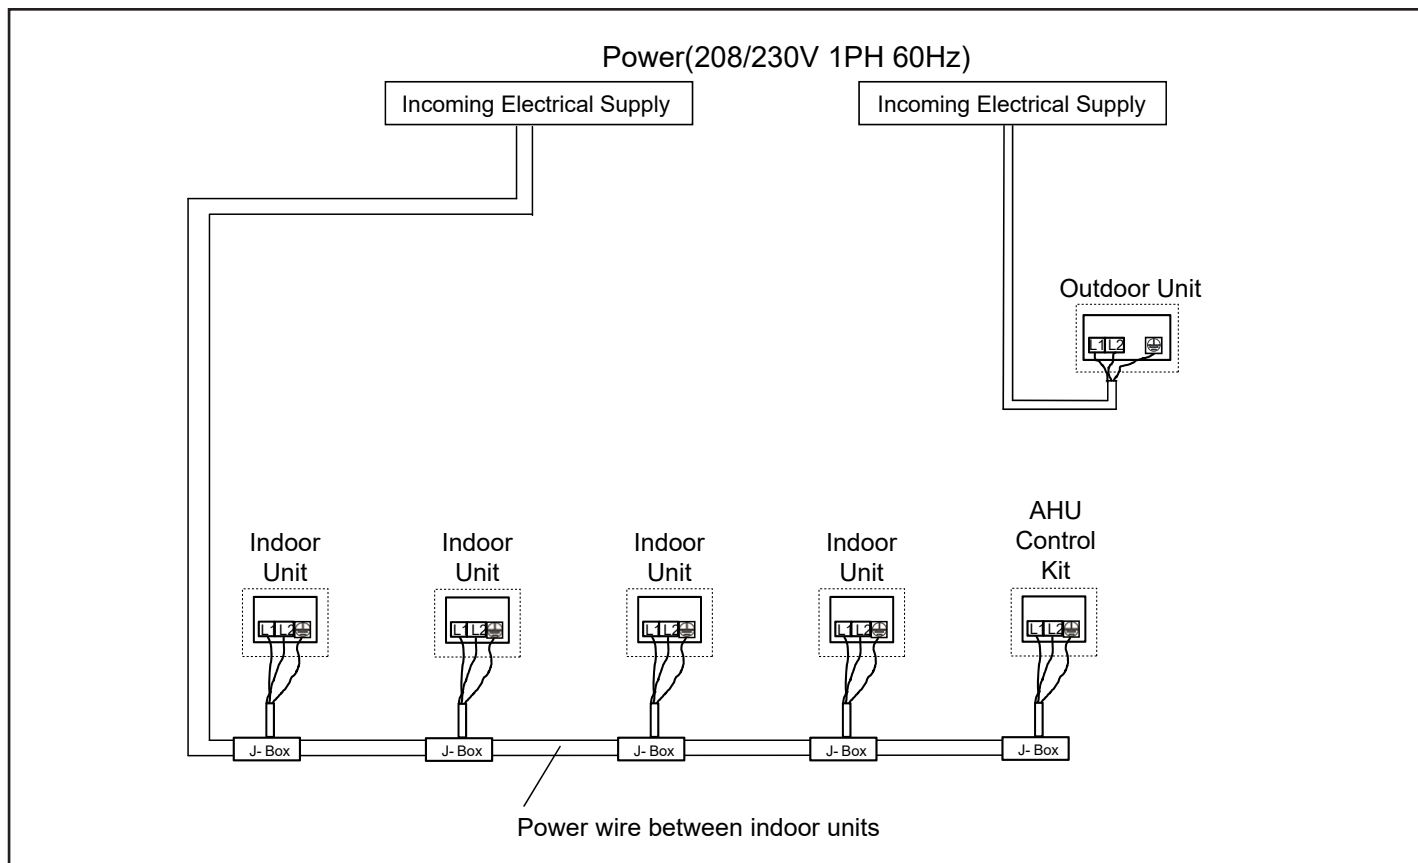 Power(208/230V 1PH 60Hz)
Incoming Electrical Supply
Incoming Electrical Supply
Outdoor Unit
L1 L2
Indoor
Unit
L1 L2
Indoor
Unit
L1 L2
Indoor
Unit
L1 L2
Indoor
Unit
L1 L2
AHU
Control
Kit
L1 L2
J- Box
J- Box
J- Box
J- Box
J- Box
Power wire between indoor units